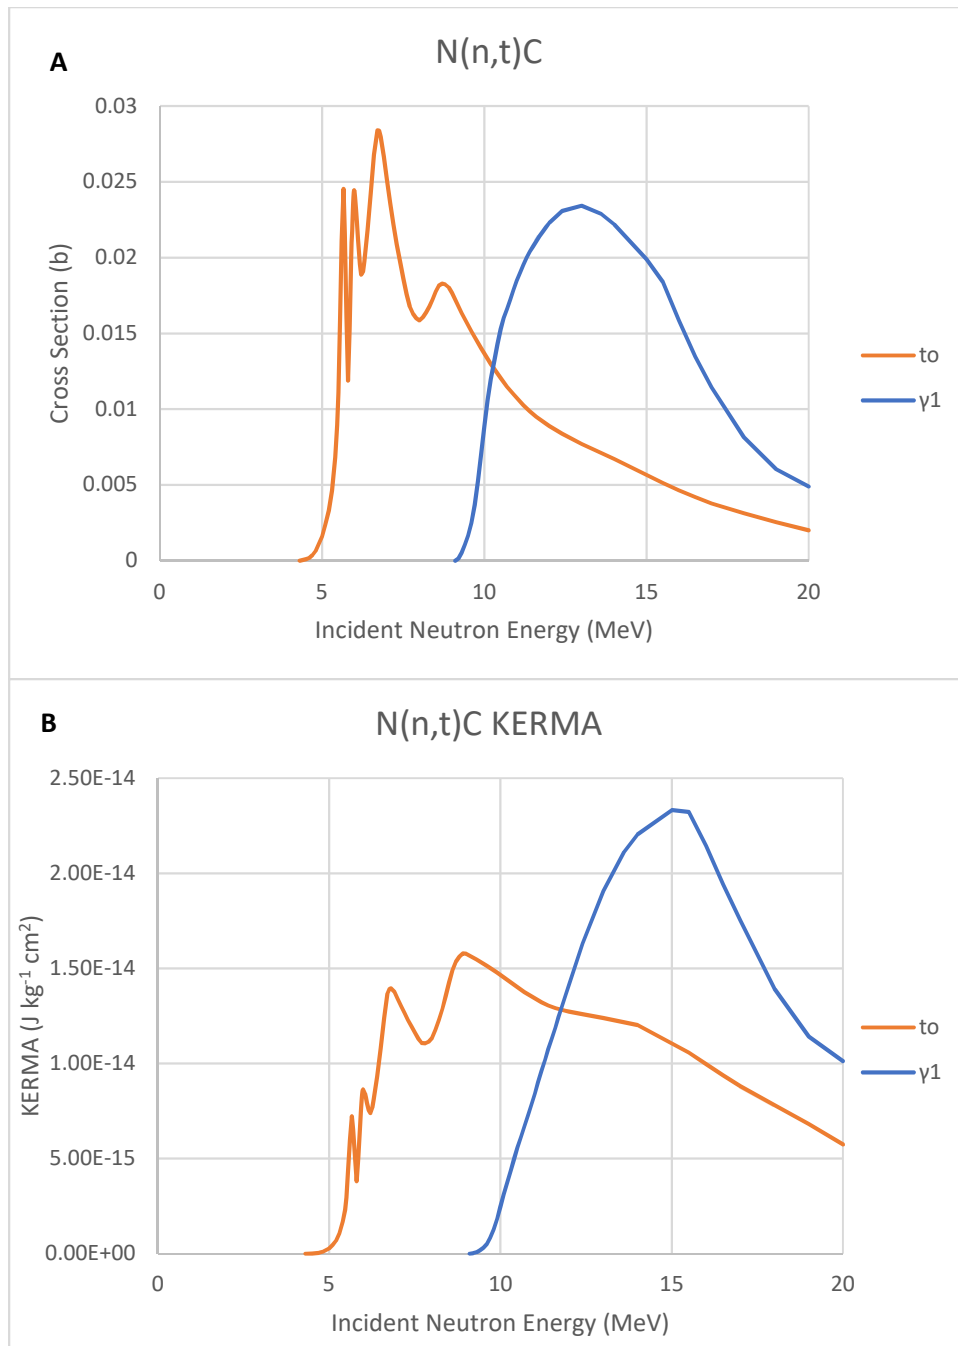 A
N(n,t)C
0.03
0.025
0.02
0.015
0.01
0.005
0
Cross Section (b)
0 5 10 15 20
Incident Neutron Energy (MeV)
to
γ1
B
N(n,t)C KERMA
2.50E-14
2.00E-14
1.50E-14
1.00E-14
5.00E-15
0.00E+00
KERMA (J kg⁻¹ cm²)
0 5 10 15 20
Incident Neutron Energy (MeV)
to
γ1